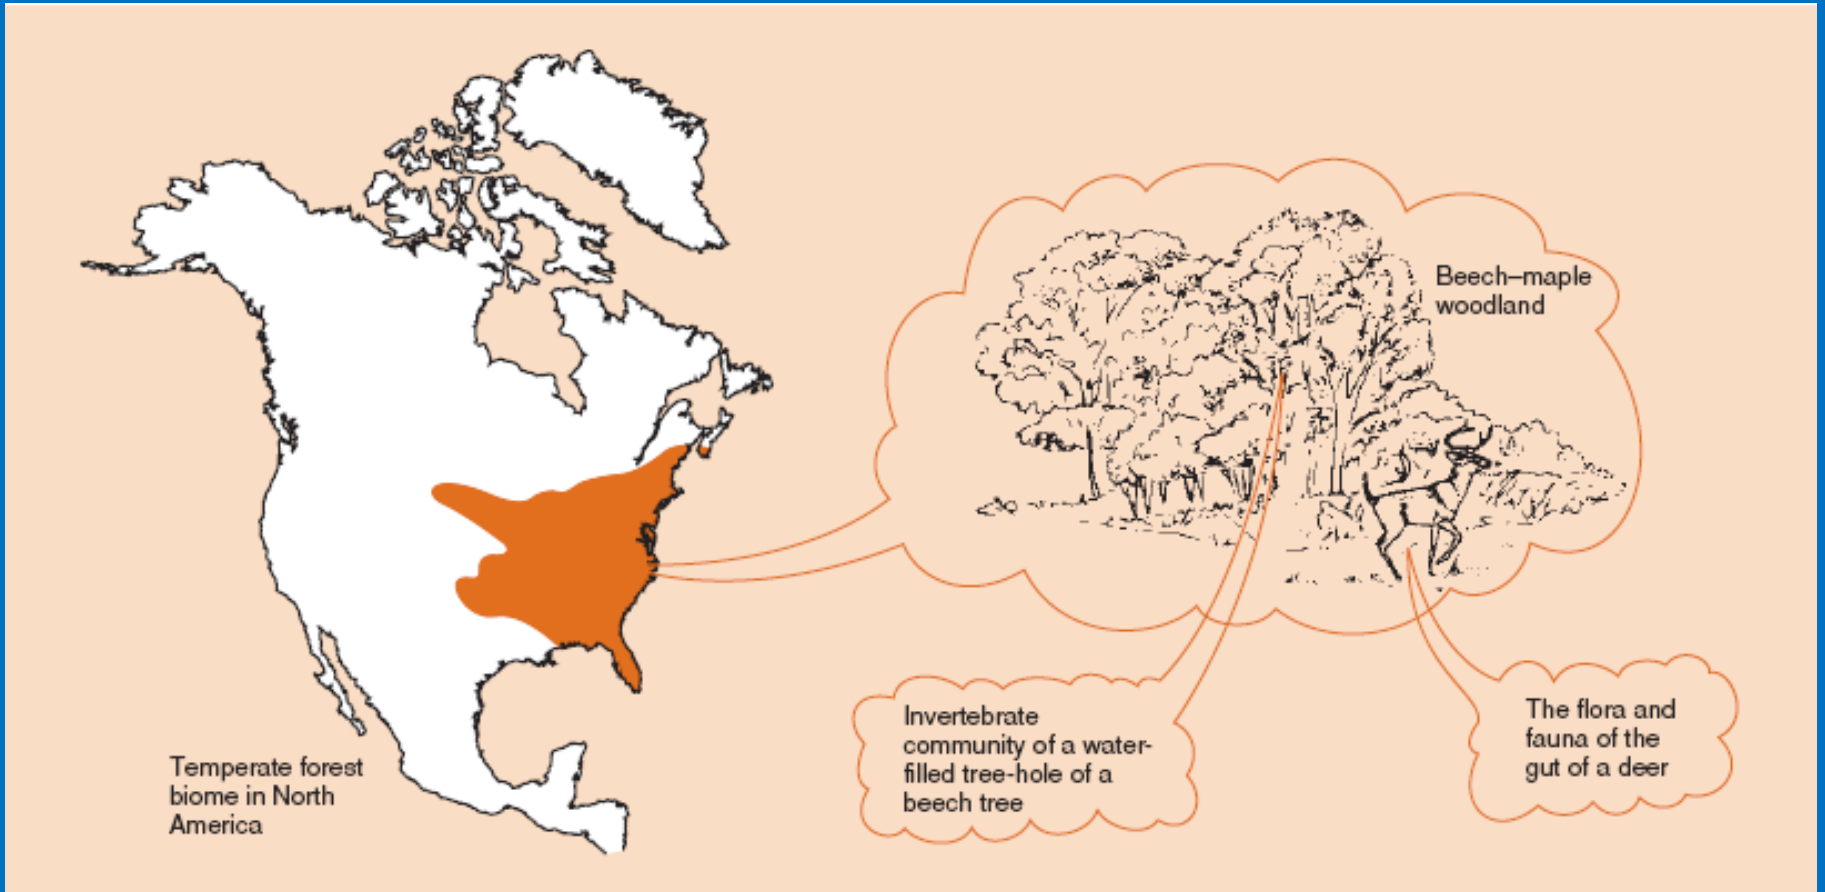 Beech–maple
woodland
Invertebrate
community of a water-
filled tree-hole of a
beech tree
The flora and
fauna of the
gut of a deer
Temperate forest
biome in North
America